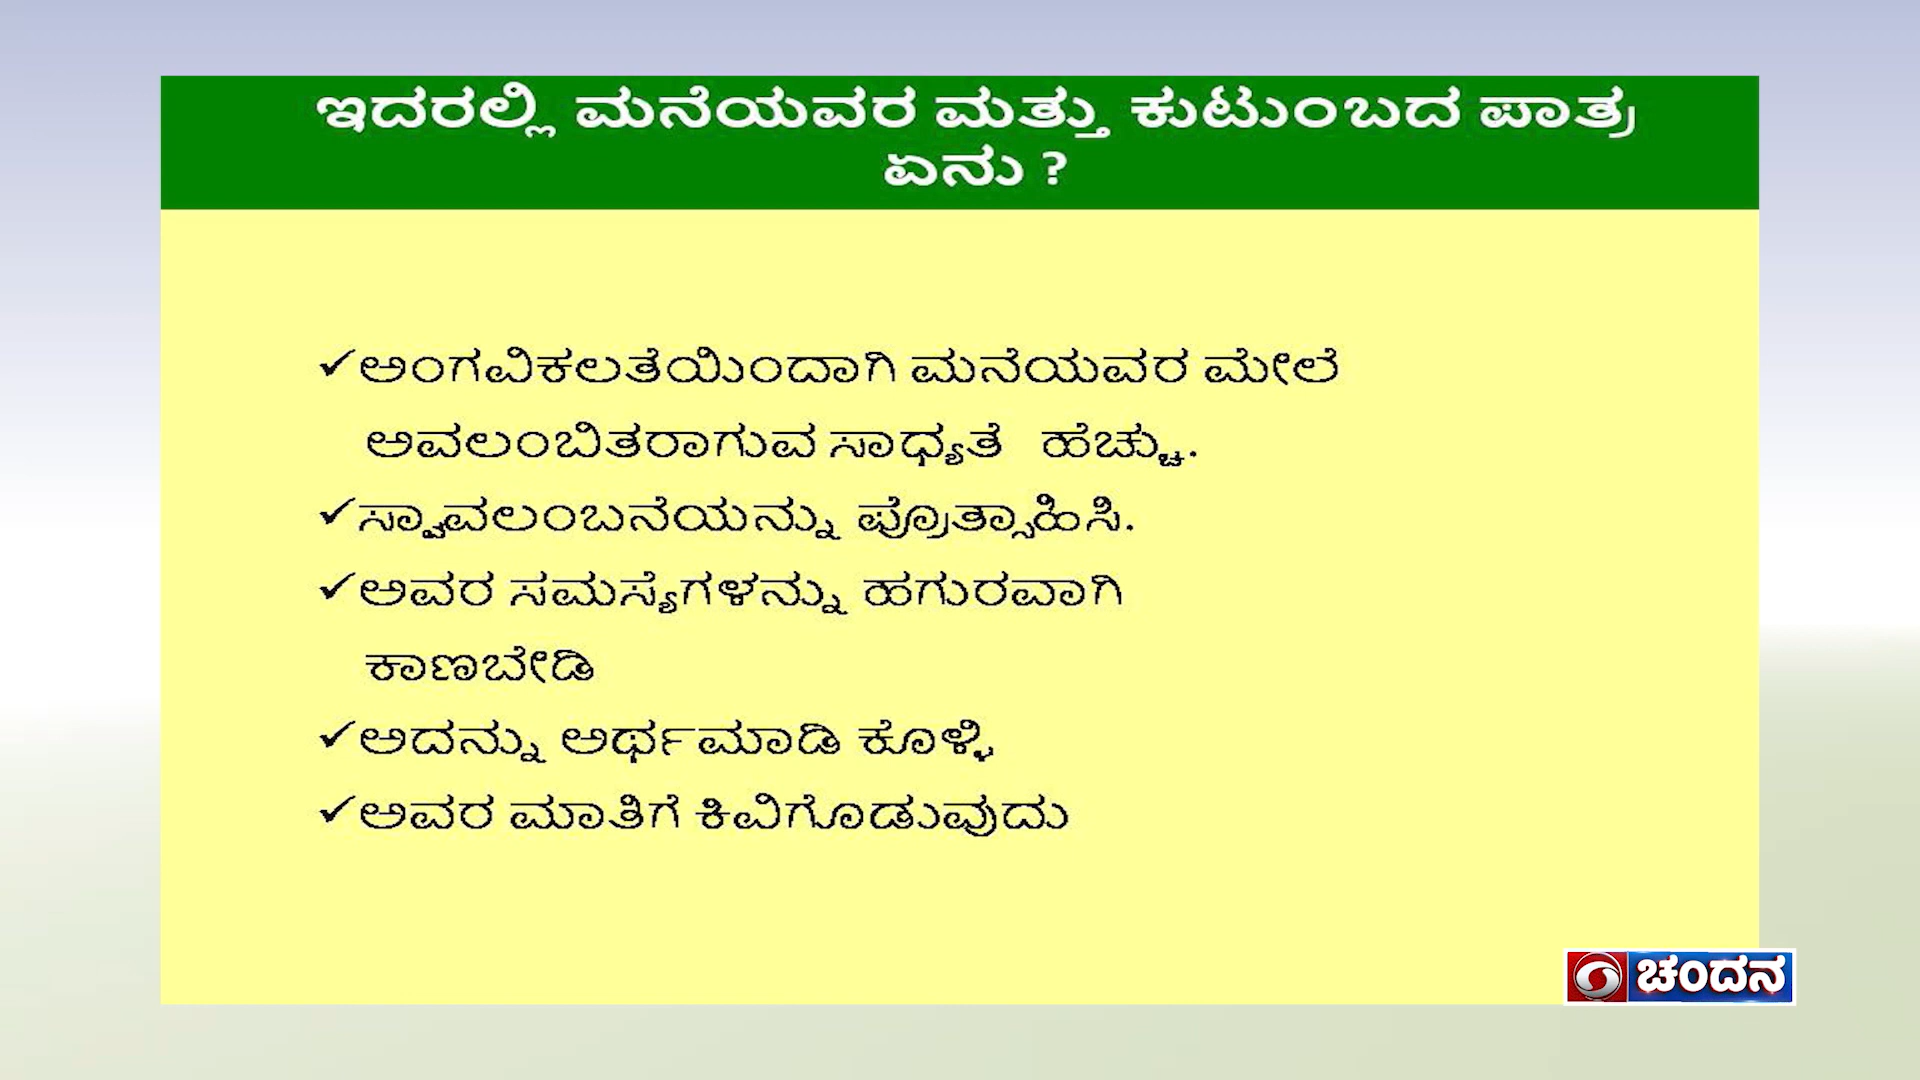 ಇದರಲ್ಲಿ ಮನೆಯವರ ಮತ್ತು ಕುಟುಂಬದ ಪಾತ್ರ
ಏನು ?
✓ಅಂಗವಿಕಲತೆಯಿಂದಾಗಿ ಮನೆಯವರ ಮೇಲೆ
ಅವಲಂಬಿತರಾಗುವ ಸಾಧ್ಯತೆ ಹೆಚ್ಚು.
✓ಸ್ವಾವಲಂಬನೆಯನ್ನು ಪ್ರೊತ್ಸಾಹಿಸಿ.
✓ಅವರ ಸಮಸ್ಯೆಗಳನ್ನು ಹಗುರವಾಗಿ
ಕಾಣಬೇಡಿ
✓ಅದನ್ನು ಅರ್ಥಮಾಡಿ ಕೊಳ್ಳಿ
✓ಅವರ ಮಾತಿಗೆ ಕಿವಿಗೊಡುವುದು
ಚಂದನ